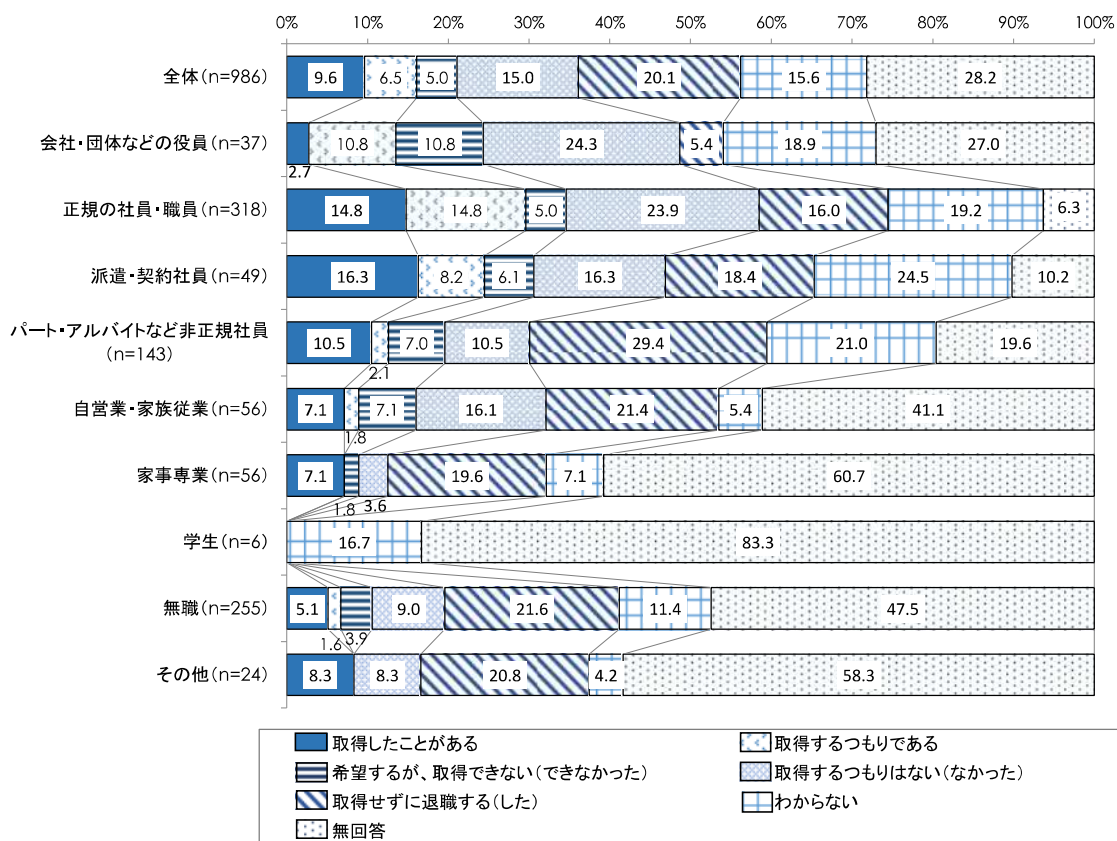 0% 10% 20% 30% 40% 50% 60% 70% 80% 90% 100%
全体(n=986) 9.6 6.5 5.0 15.0 20.1 15.6 28.2
会社・団体などの役員(n=37) 2.7 10.8 10.8 24.3 5.4 18.9 27.0
正規の社員・職員(n=318) 14.8 14.8 5.0 23.9 16.0 19.2 6.3
派遣・契約社員(n=49) 16.3 8.2 6.1 16.3 18.4 24.5 10.2
パート・アルバイトなど非正規社員
(n=143) 10.5 2.1 7.0 10.5 29.4 21.0 19.6
自営業・家族従業(n=56) 7.1 1.8 7.1 16.1 21.4 5.4 41.1
家事専業(n=56) 7.1 1.8 3.6 19.6 7.1 60.7
学生(n=6) 16.7 83.3
無職(n=255) 5.1 1.6 3.9 9.0 21.6 11.4 47.5
その他(n=24) 8.3 8.3 20.8 4.2 58.3
取得したことがある 取得するつもりである
希望するが、取得できない(できなかった) 取得するつもりはない(なかった)
取得せずに退職する(した) わからない
無回答